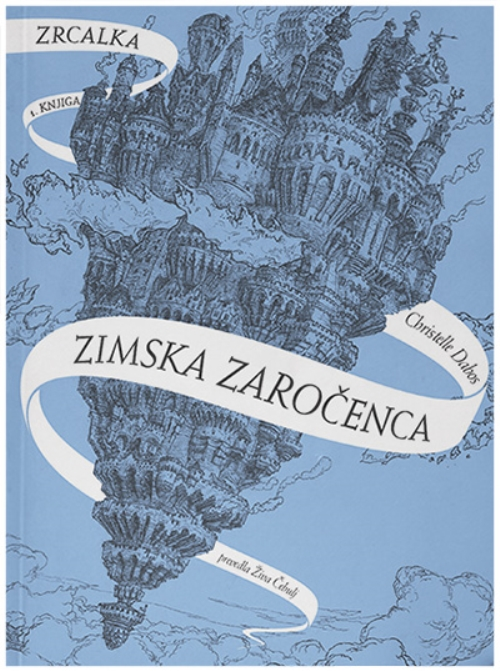 ZRCALKA
1. KNJIGA
Christelle Dabos
ZIMSKA ZAROČENCA
prevedla Živa Čebulj